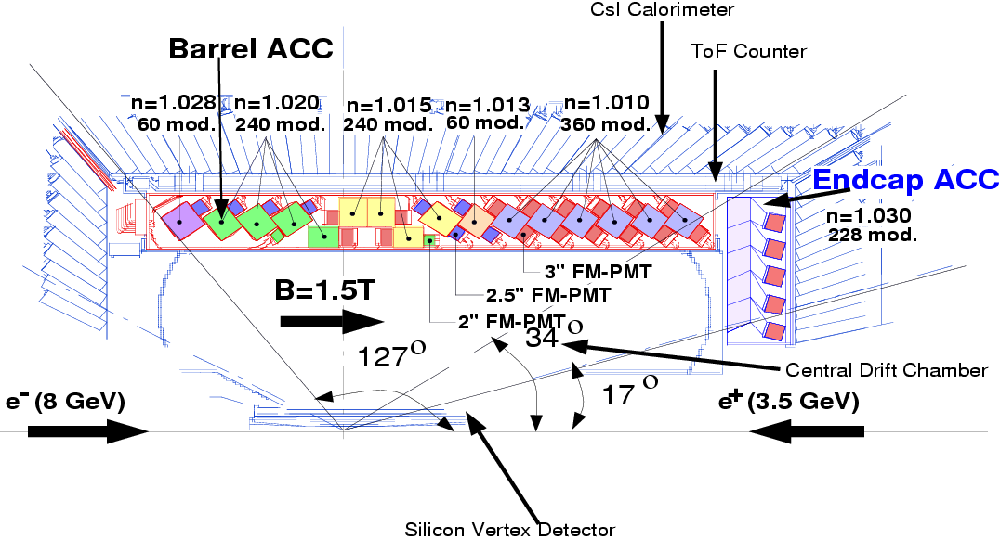 CsI Calorimeter
Barrel ACC
ToF Counter
n=1.028
60 mod.
n=1.020
240 mod.
n=1.015
240 mod.
n=1.013
60 mod.
n=1.010
360 mod.
Endcap ACC
n=1.030
228 mod.
3" FM-PMT
B=1.5T
2.5" FM-PMT
2" FM-PMT
34°
127°
Central Drift Chamber
17°
e- (8 GeV)
e+ (3.5 GeV)
Silicon Vertex Detector